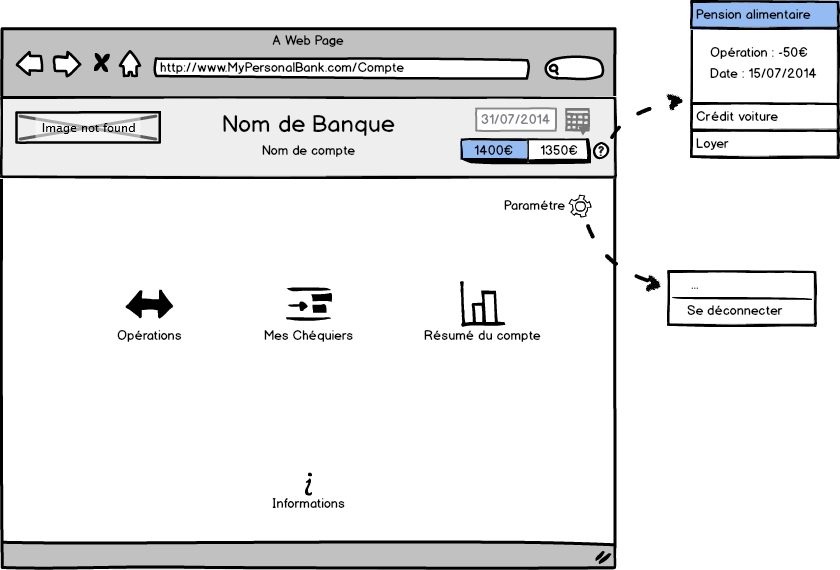 A Web Page
http://www.MyPersonalBank.com/Compte
Image not found
Nom de Banque
Nom de compte
31/07/2014
1400€ 1350€ ?
Paramétre
Opérations
Mes Chéquiers
Résumé du compte
i
Informations
Pension alimentaire
Opération : -50€
Date : 15/07/2014
Crédit voiture
Loyer
...
Se déconnecter